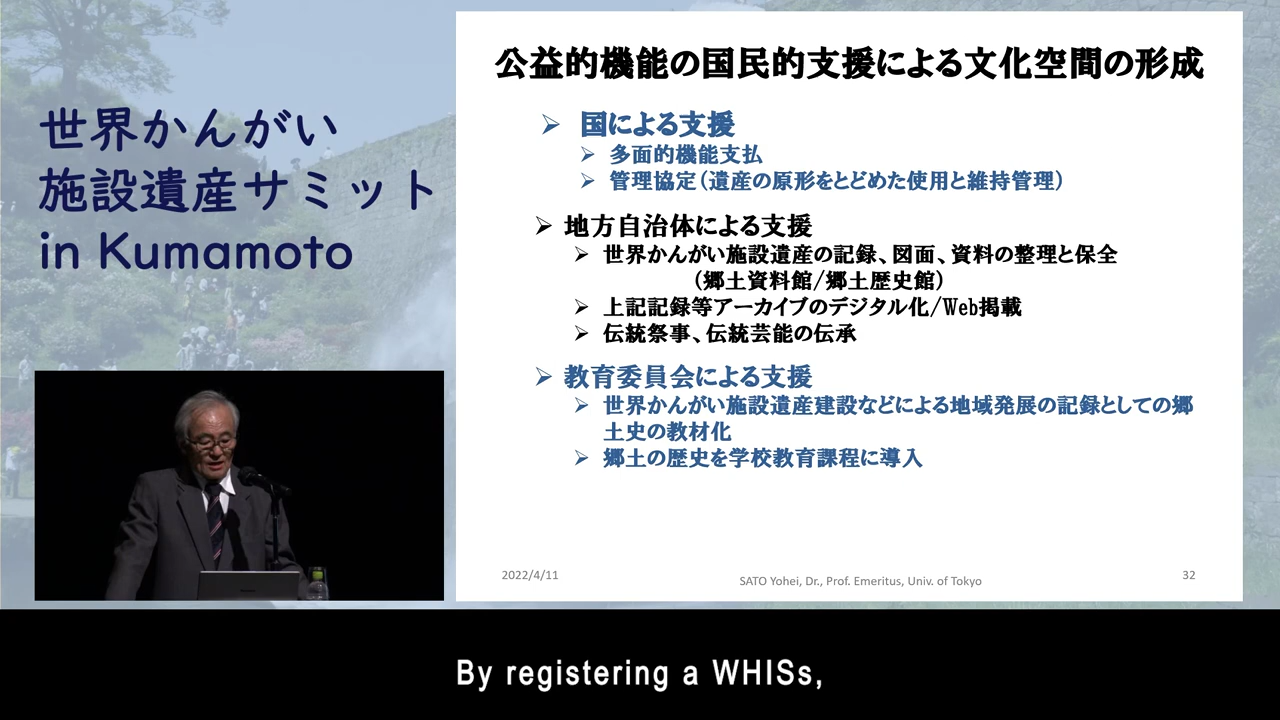 世界かんがい
施設遺産サミット
in Kumamoto
公益的機能の国民的支援による文化空間の形成
➢ 国による支援
➢ 多面的機能支払
➢ 管理協定(遺産の原形をとどめた使用と維持管理)
➢ 地方自治体による支援
➢ 世界かんがい施設遺産の記録、図面、資料の整理と保全
(郷土資料館/郷土歴史館)
➢ 上記記録等アーカイブのデジタル化/Web掲載
➢ 伝統祭事、伝統芸能の伝承
➢ 教育委員会による支援
➢ 世界かんがい施設遺産建設などによる地域発展の記録としての郷
土史の教材化
➢ 郷土の歴史を学校教育課程に導入
2022/4/11
SATO Yohei, Dr., Prof. Emeritus, Univ. of Tokyo
32
By registering a WHISs,